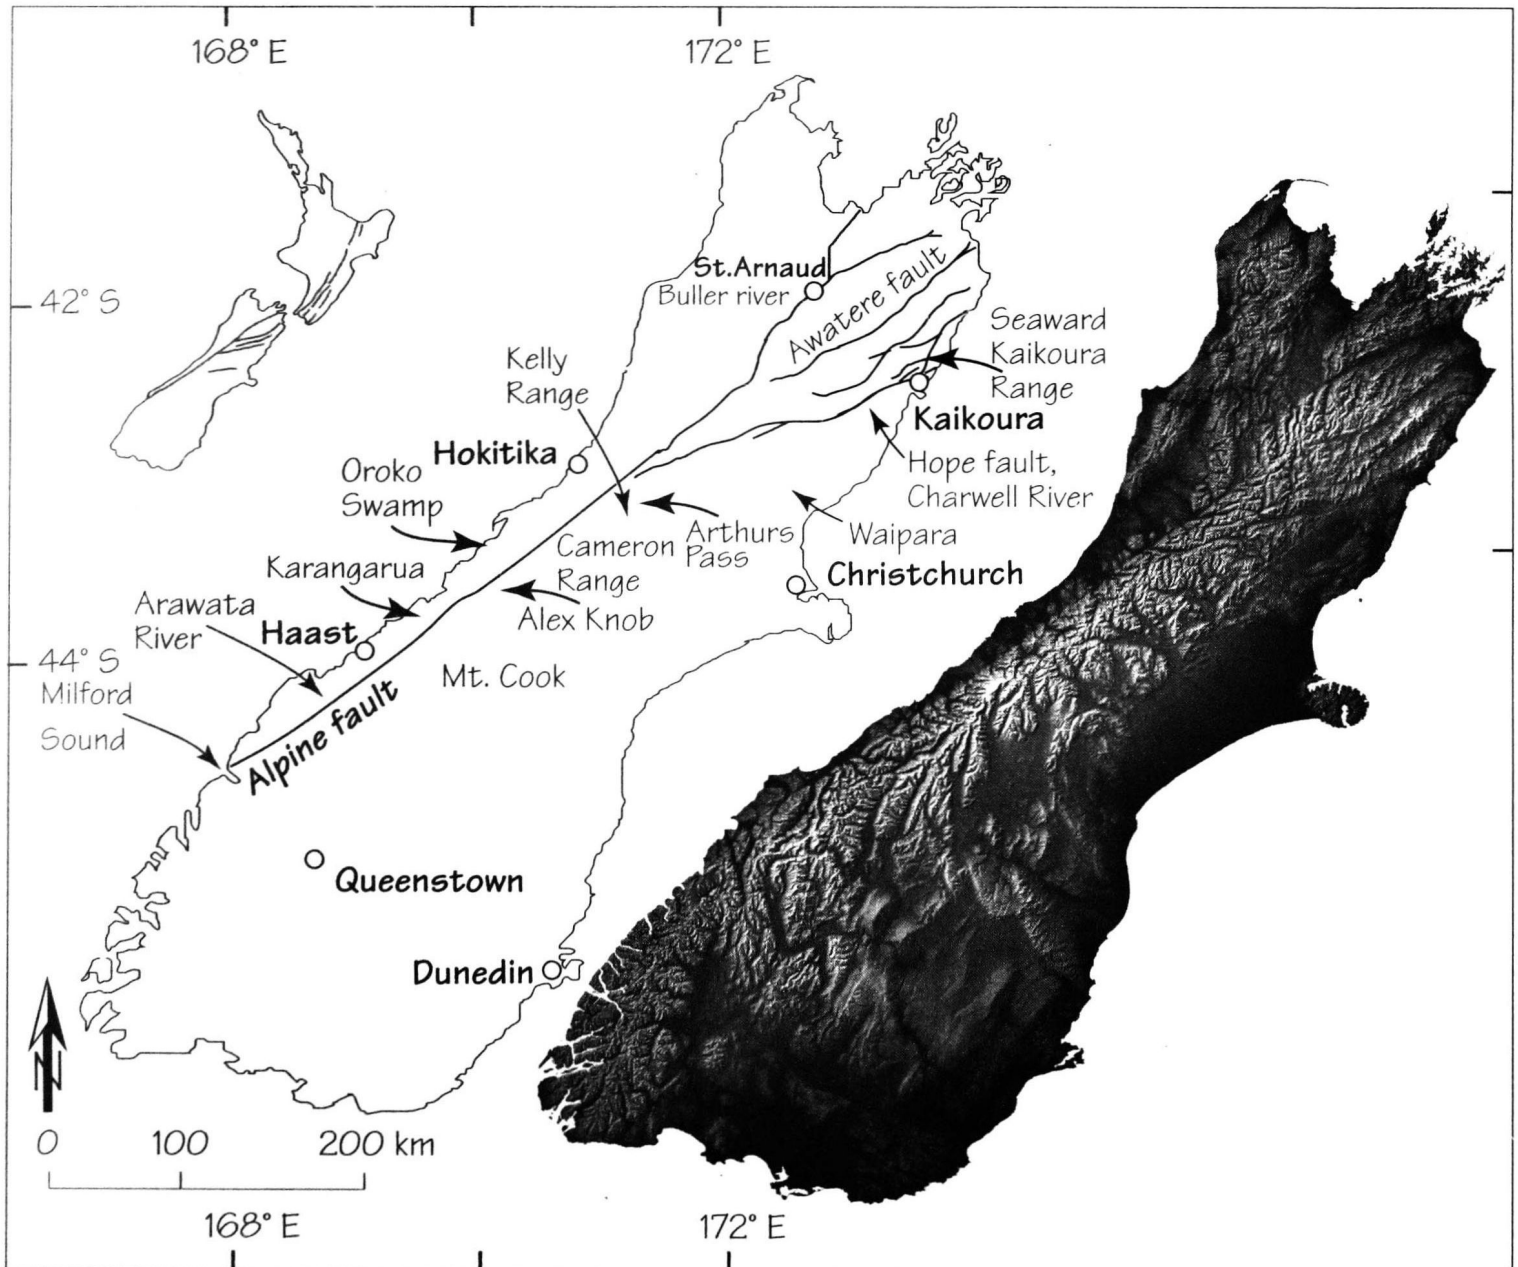 168° E
172° E
42° S
St.Arnaud
Buller river
Awatere fault
Seaward
Kaikoura
Range
Kelly
Range
Kaikoura
Hokitika
Oroko
Swamp
Hope fault,
Charwell River
Arthurs
Pass
Waipara
Cameron
Range
Karangarua
Christchurch
Alex Knob
Arawata
River
Haast
44° S
Milford
Sound
Mt. Cook
Alpine fault
Queenstown
Dunedin
N
0
100
200 km
168° E
172° E